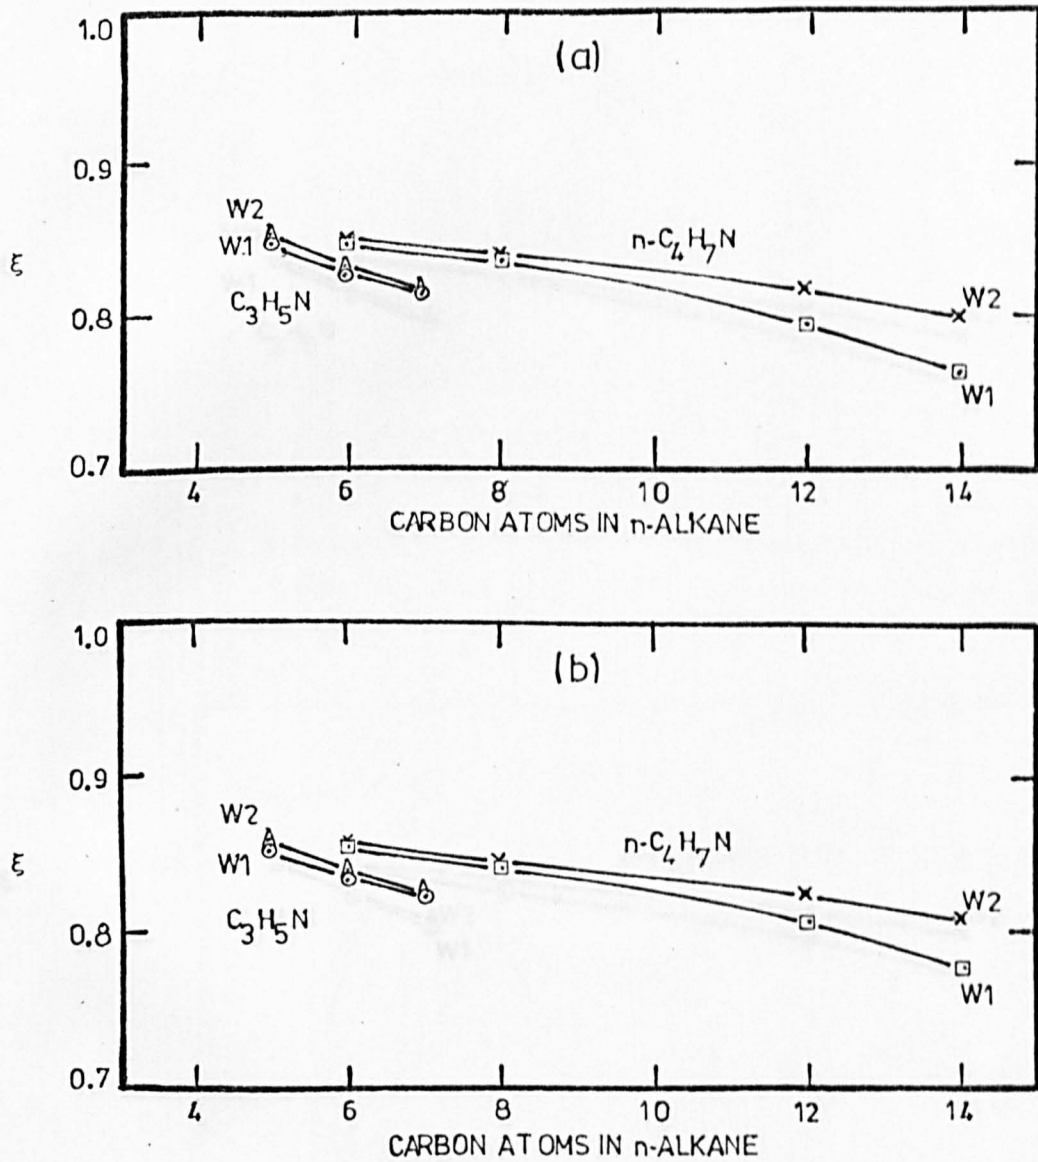 1.0
(a)
0.9
W2
W1
n-C4H7N
ξ
C3H5N
0.8
W2
W1
0.7
4 6 8 10 12 14
CARBON ATOMS IN n-ALKANE
1.0
(b)
0.9
W2
W1
n-C4H7N
ξ
C3H5N
W2
0.8
W1
0.7
4 6 8 10 12 14
CARBON ATOMS IN n-ALKANE